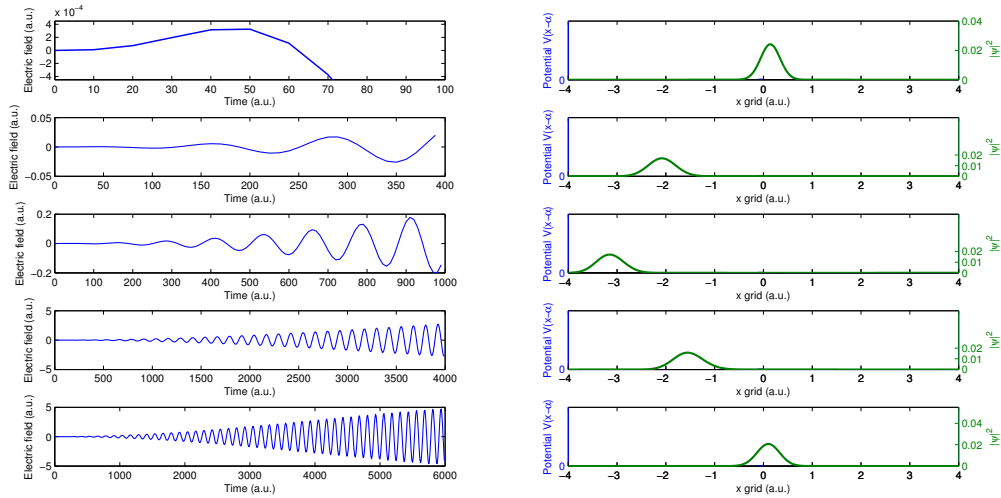 x 10⁻⁴
Electric field (a.u.)
4
2
0
−2
−4
0 10 20 30 40 50 60 70 80 90 100
Time (a.u.)
Potential V(x−α)
0
0.04
0.02
0
|ψ|²
−4 −3 −2 −1 0 1 2 3 4
x grid (a.u.)
Electric field (a.u.)
0.05
0
−0.05
0 50 100 150 200 250 300 350 400 450
Time (a.u.)
Potential V(x−α)
0
0.02
0.01
0
|ψ|²
−4 −3 −2 −1 0 1 2 3 4
x grid (a.u.)
Electric field (a.u.)
0.2
0
−0.2
0 100 200 300 400 500 600 700 800 900 1000
Time (a.u.)
Potential V(x−α)
0
0.02
0.01
0
|ψ|²
−4 −3 −2 −1 0 1 2 3 4
x grid (a.u.)
Electric field (a.u.)
5
0
−5
0 500 1000 1500 2000 2500 3000 3500 4000
Time (a.u.)
Potential V(x−α)
0
0.02
0.01
0
|ψ|²
−4 −3 −2 −1 0 1 2 3 4
x grid (a.u.)
Electric field (a.u.)
5
0
−5
0 1000 2000 3000 4000 5000 6000
Time (a.u.)
Potential V(x−α)
0
0.04
0.02
0
|ψ|²
−4 −3 −2 −1 0 1 2 3 4
x grid (a.u.)